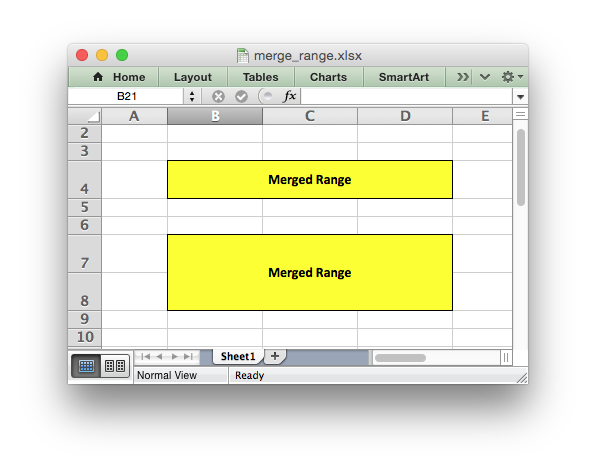 merge_range.xlsx
Home Layout Tables Charts SmartArt
B21 fx
A B C D E
2
3
4 Merged Range
5
6
7 Merged Range
8
9
10
Sheet1
Normal View Ready